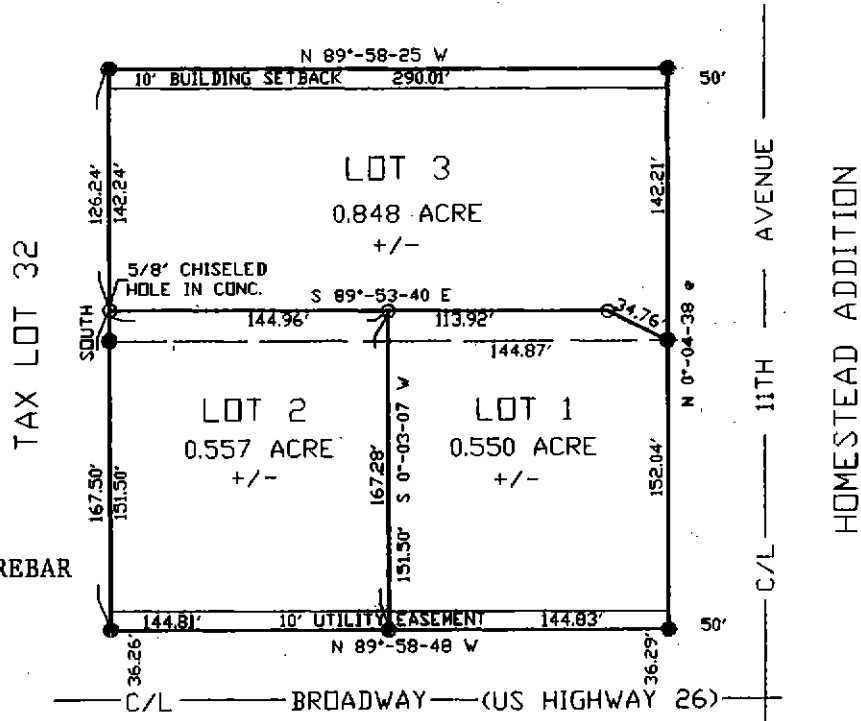 N 89°-58-25 W
10' BUILDING SETBACK 290.01'
50'
LOT 3
0.848 ACRE
+/-
126.24'
142.24'
142.21'
TAX LOT 32
5/8' CHISELED
HOLE IN CONC.
S 89°-53-40 E
144.96'
113.92'
34.76'
SOUTH
144.87'
N 0°-04-38 e
11TH AVENUE
C/L
HOMESTEAD ADDITION
LOT 2
0.557 ACRE
+/-
LOT 1
0.550 ACRE
+/-
167.50'
151.50'
167.28'
S 0°-03-07 W
151.50'
152.04'
REBAR
144.81' 10' UTILITY EASEMENT 144.83'
N 89°-58-48 W
50'
36.26'
36.29'
C/L BROADWAY (US HIGHWAY 26)